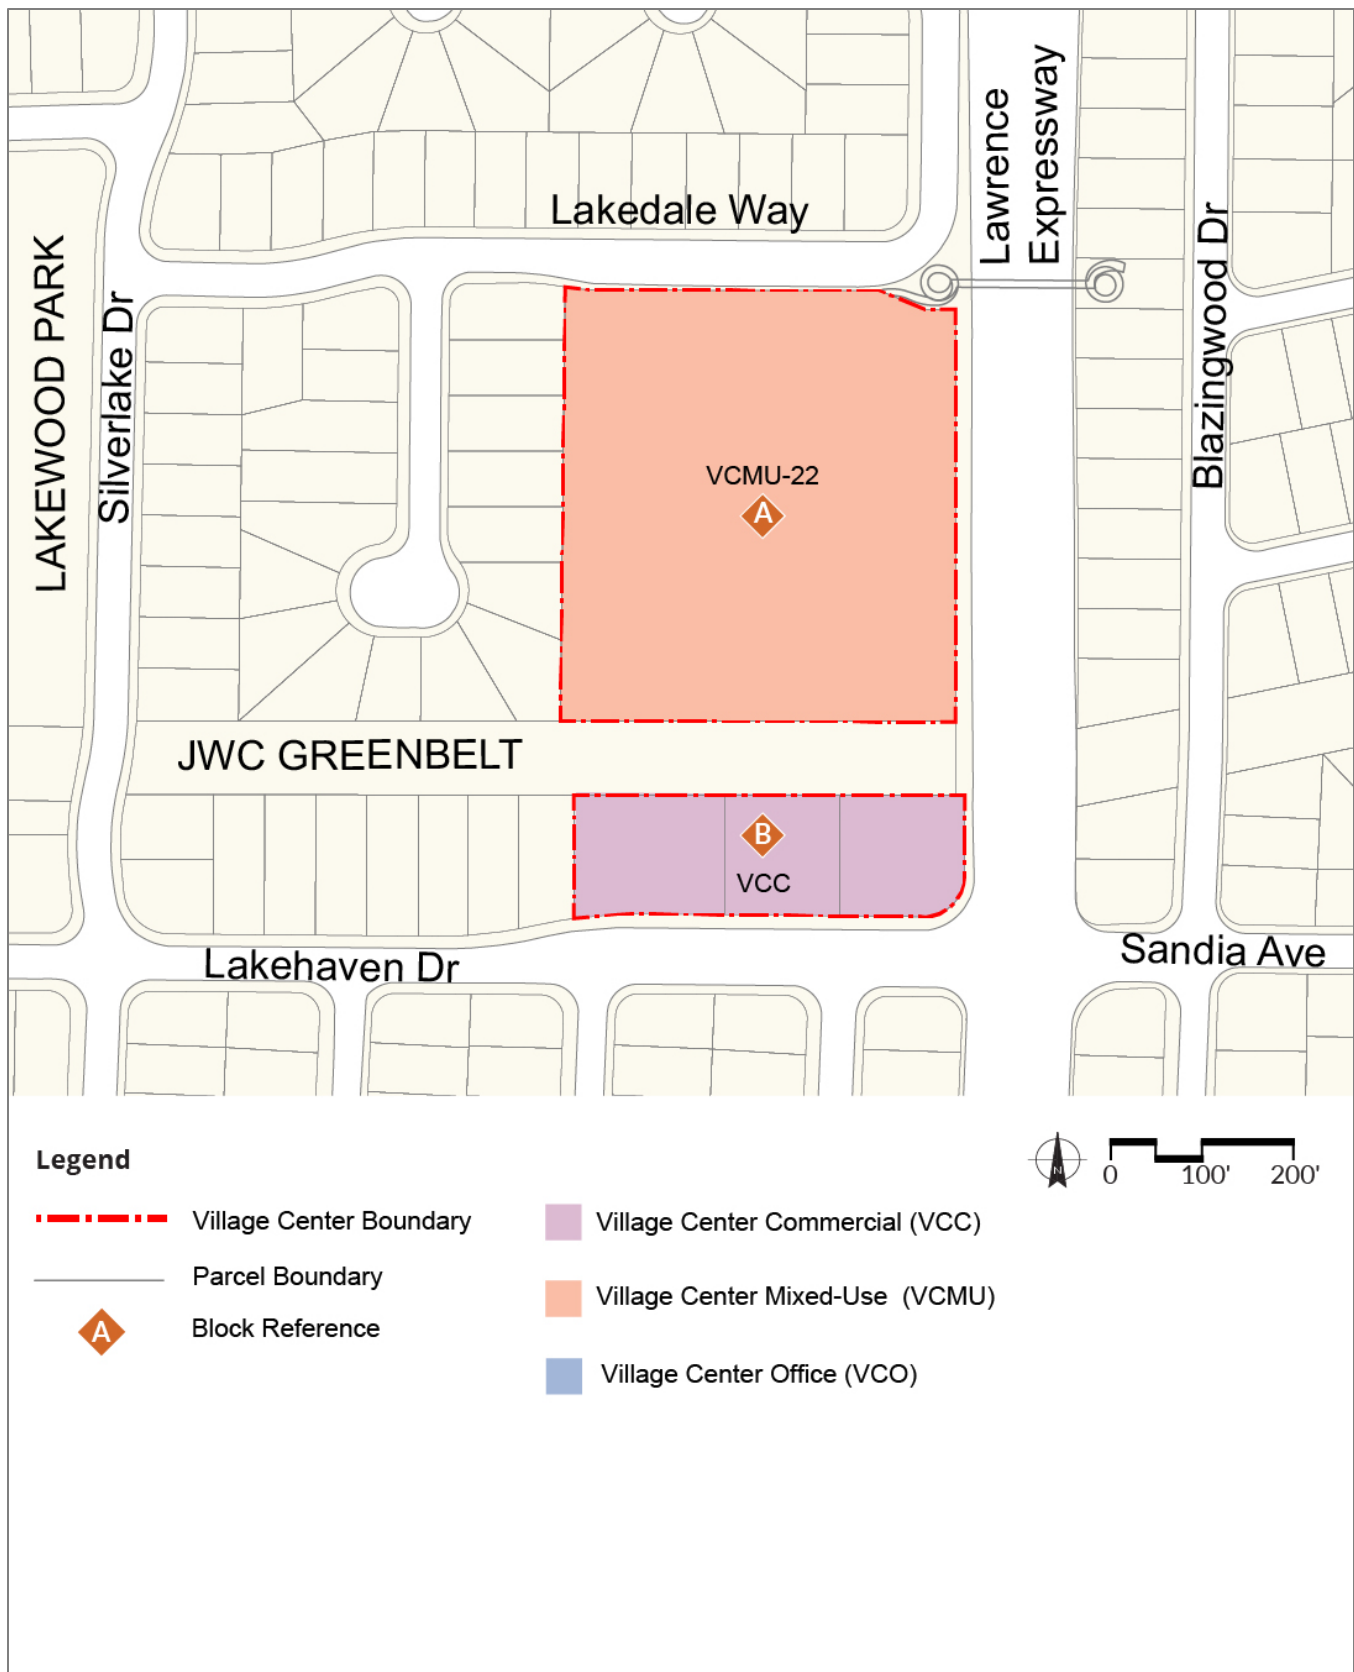 Lakedale Way
Lawrence
Expressway
Blazingwood Dr
LAKEWOOD PARK
Silverlake Dr
VCMU-22
A
JWC GREENBELT
B
VCC
Lakehaven Dr
Sandia Ave
Legend
N
0 100' 200'
Village Center Boundary
Parcel Boundary
A
Block Reference
Village Center Commercial (VCC)
Village Center Mixed-Use (VCMU)
Village Center Office (VCO)